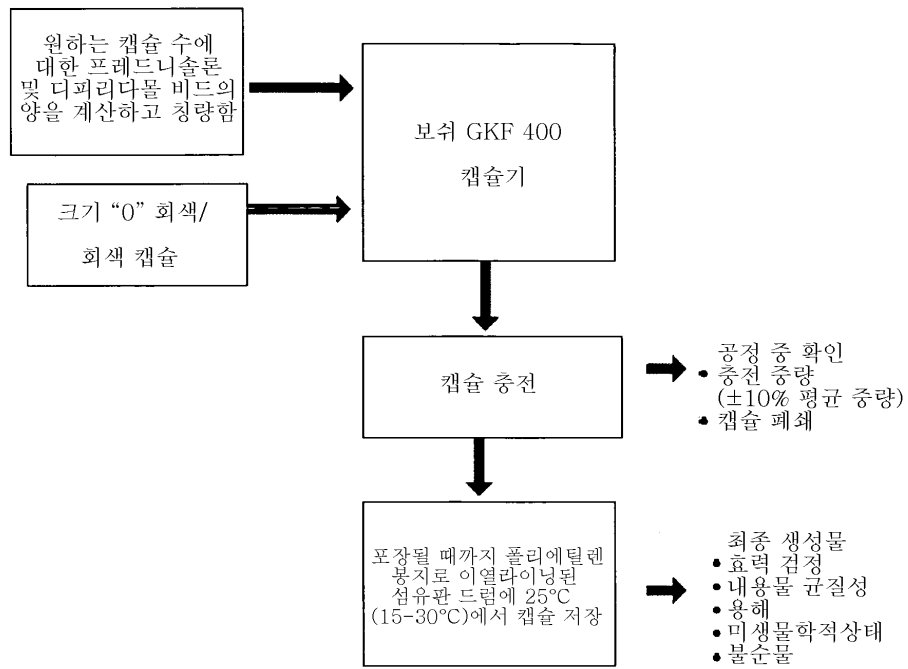 원하는 캡슐 수에
대한 프레드니솔론
및 디피리다몰 비드의
양을 계산하고 칭량함
보쉬 GKF 400
캡슐기
크기 “0” 회색/
회색 캡슐
캡슐 충전
공정 중 확인
• 충전 중량
(±10% 평균 중량)
• 캡슐 폐쇄
포장될 때까지 폴리에틸렌
봉지로 이열라이닝된
섬유판 드럼에 25℃
(15-30℃)에서 캡슐 저장
최종 생성물
• 효력 검정
• 내용물 균질성
• 용해
• 미생물학적상태
• 불순물